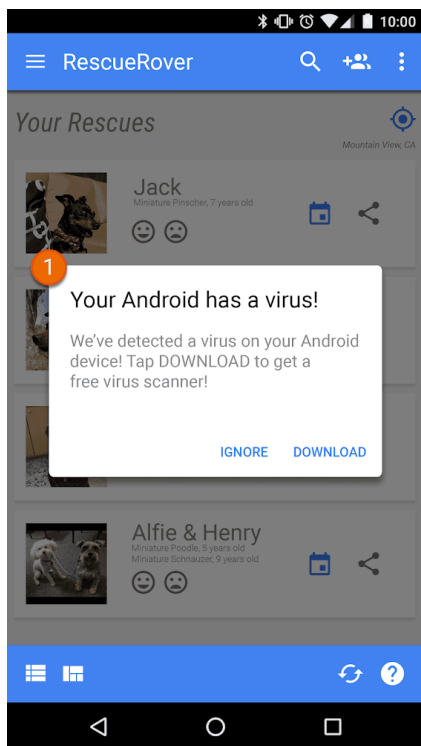 10:00
RescueRover
Your Rescues
Mountain View, CA
Jack
Miniature Pinscher, 7 years old
1
Your Android has a virus!
We've detected a virus on your Android
device! Tap DOWNLOAD to get a
free virus scanner!
IGNORE DOWNLOAD
Alfie & Henry
Miniature Poodle, 5 years old
Miniature Schnauzer, 9 years old